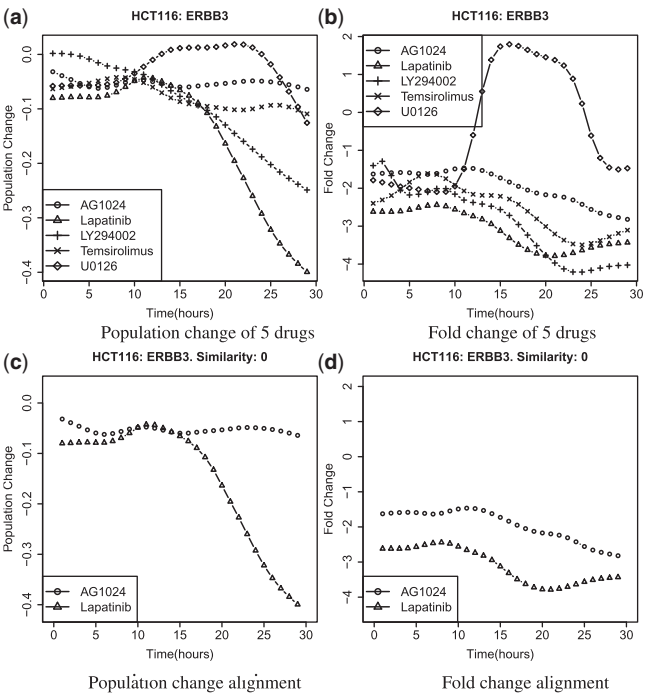 (a)
HCT116: ERBB3
Population Change
0.0
−0.1
−0.2
−0.3
−0.4
AG1024
Lapatinib
LY294002
Temsirolimus
U0126
0 5 10 15 20 25 30
Time(hours)
Population change of 5 drugs
(b)
HCT116: ERBB3
Fold Change
2
1
0
−1
−2
−3
−4
AG1024
Lapatinib
LY294002
Temsirolimus
U0126
0 5 10 15 20 25 30
Time(hours)
Fold change of 5 drugs
(c)
HCT116: ERBB3. Similarity: 0
Population Change
0.0
−0.1
−0.2
−0.3
−0.4
AG1024
Lapatinib
0 5 10 15 20 25 30
Time(hours)
Population change alignment
(d)
HCT116: ERBB3. Similarity: 0
Fold Change
2
1
0
−1
−2
−3
−4
AG1024
Lapatinib
0 5 10 15 20 25 30
Time(hours)
Fold change alignment